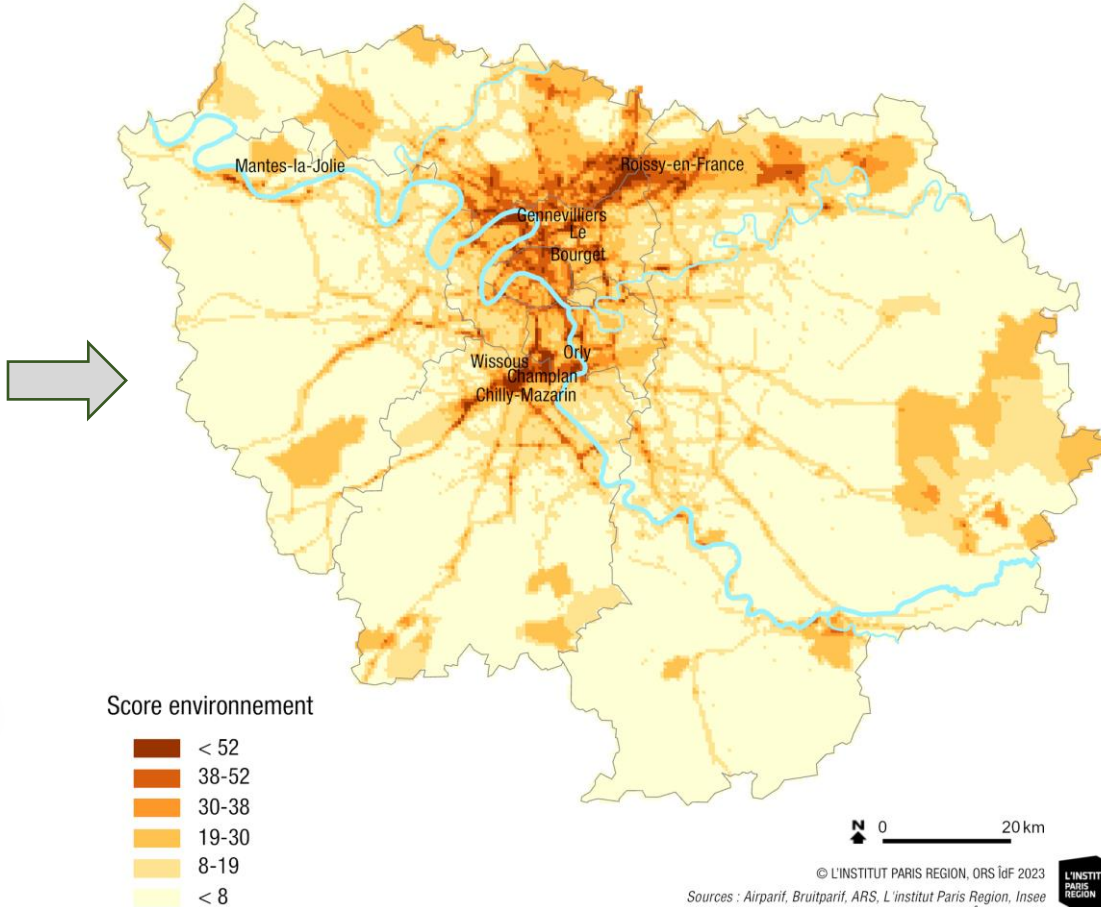 Mantes-la-Jolie
Roissy-en-France
Gennevilliers
Le
Bourget
Orly
Wissous
Champlan
Chilly-Mazarin
Score environnement
< 52
38-52
30-38
19-30
8-19
< 8
N 0 20 km
© L'INSTITUT PARIS REGION, ORS ÎdF 2023
Sources : Airparif, Bruitparif, ARS, L'institut Paris Region, Insee
L'INSTIT
PARIS
REGION